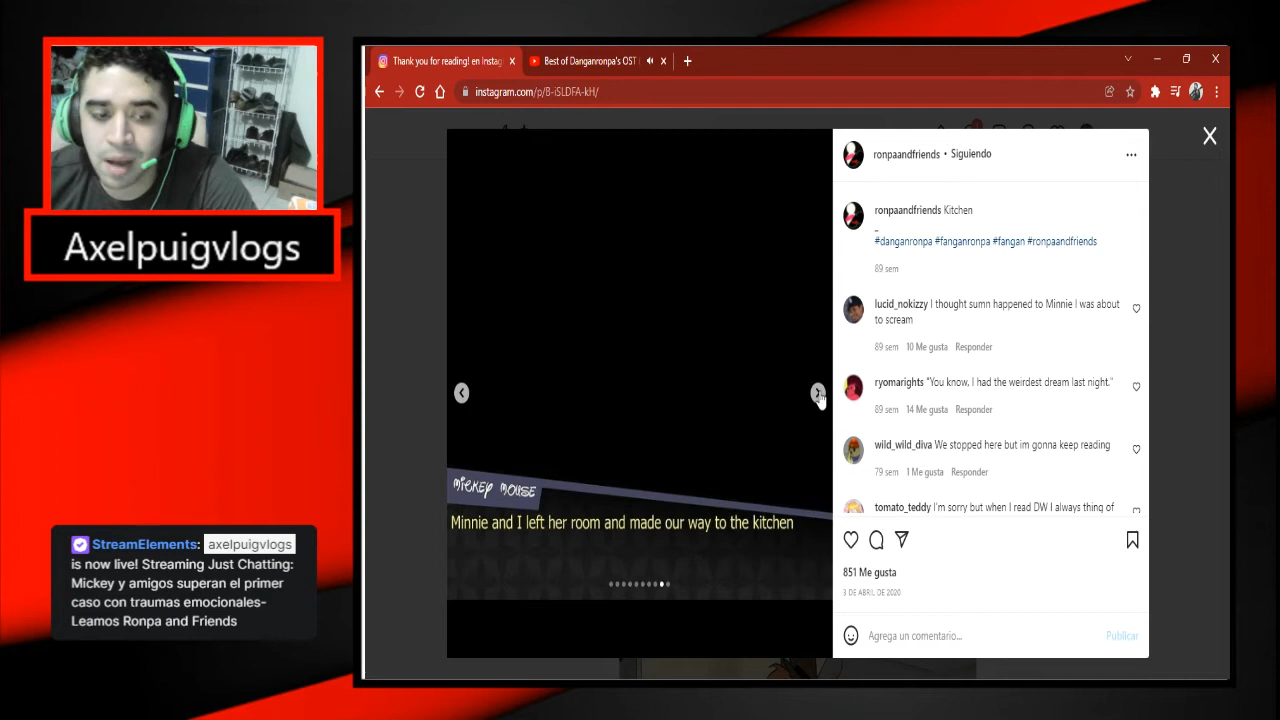 Thank you for reading! en Instag
Best of Danganronpa's OST
instagram.com/p/B-iSLDFA-kH/
Axelpuigvlogs
ronpaandfriends • Siguiendo
ronpaandfriends Kitchen
_
#danganronpa #fanganronpa #fangan #ronpaandfriends
89 sem
lucid_nokizzy I thought sumn happened to Minnie I was about
to scream
89 sem 10 Me gusta Responder
ryomarights "You know, I had the weirdest dream last night."
89 sem 14 Me gusta Responder
wild_wild_diva We stopped here but im gonna keep reading
79 sem 1 Me gusta Responder
tomato_teddy I'm sorry but when I read DW I always thing of
MICKEY MOUSE
Minnie and I left her room and made our way to the kitchen
851 Me gusta
3 DE ABRIL DE 2020
Agrega un comentario...
Publicar
StreamElements: axelpuigvlogs
is now live! Streaming Just Chatting:
Mickey y amigos superan el primer
caso con traumas emocionales-
Leamos Ronpa and Friends